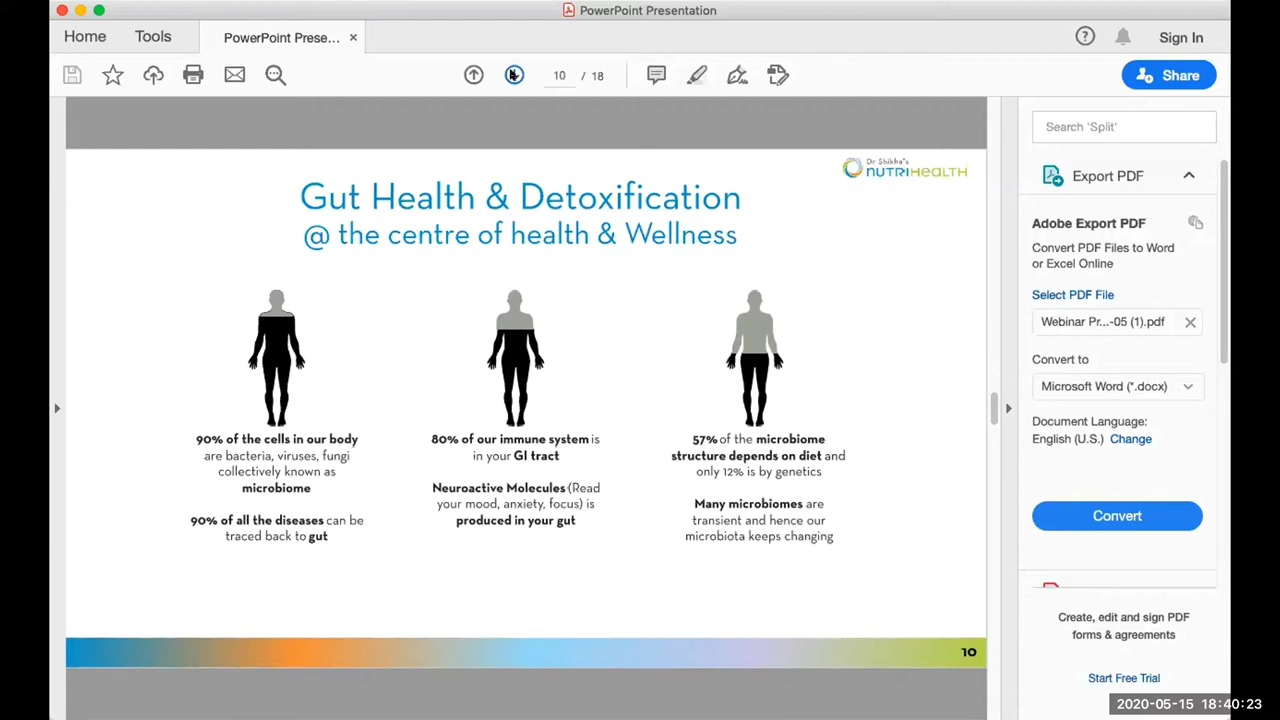 PowerPoint Presentation
Home
Tools
PowerPoint Prese...
Sign In
10 / 18
Share
Dr Shikha's
NUTRIHEALTH
Gut Health & Detoxification
@ the centre of health & Wellness
90% of the cells in our body
are bacteria, viruses, fungi
collectively known as
microbiome
90% of all the diseases can be
traced back to gut
80% of our immune system is
in your GI tract
Neuroactive Molecules (Read
your mood, anxiety, focus) is
produced in your gut
57% of the microbiome
structure depends on diet and
only 12% is by genetics
Many microbiomes are
transient and hence our
microbiota keeps changing
10
Search 'Split'
Export PDF
Adobe Export PDF
Convert PDF Files to Word
or Excel Online
Select PDF File
Webinar Pr...-05 (1).pdf
Convert to
Microsoft Word (*.docx)
Document Language:
English (U.S.) Change
Convert
Create, edit and sign PDF
forms & agreements
Start Free Trial
2020-05-15 18:40:23